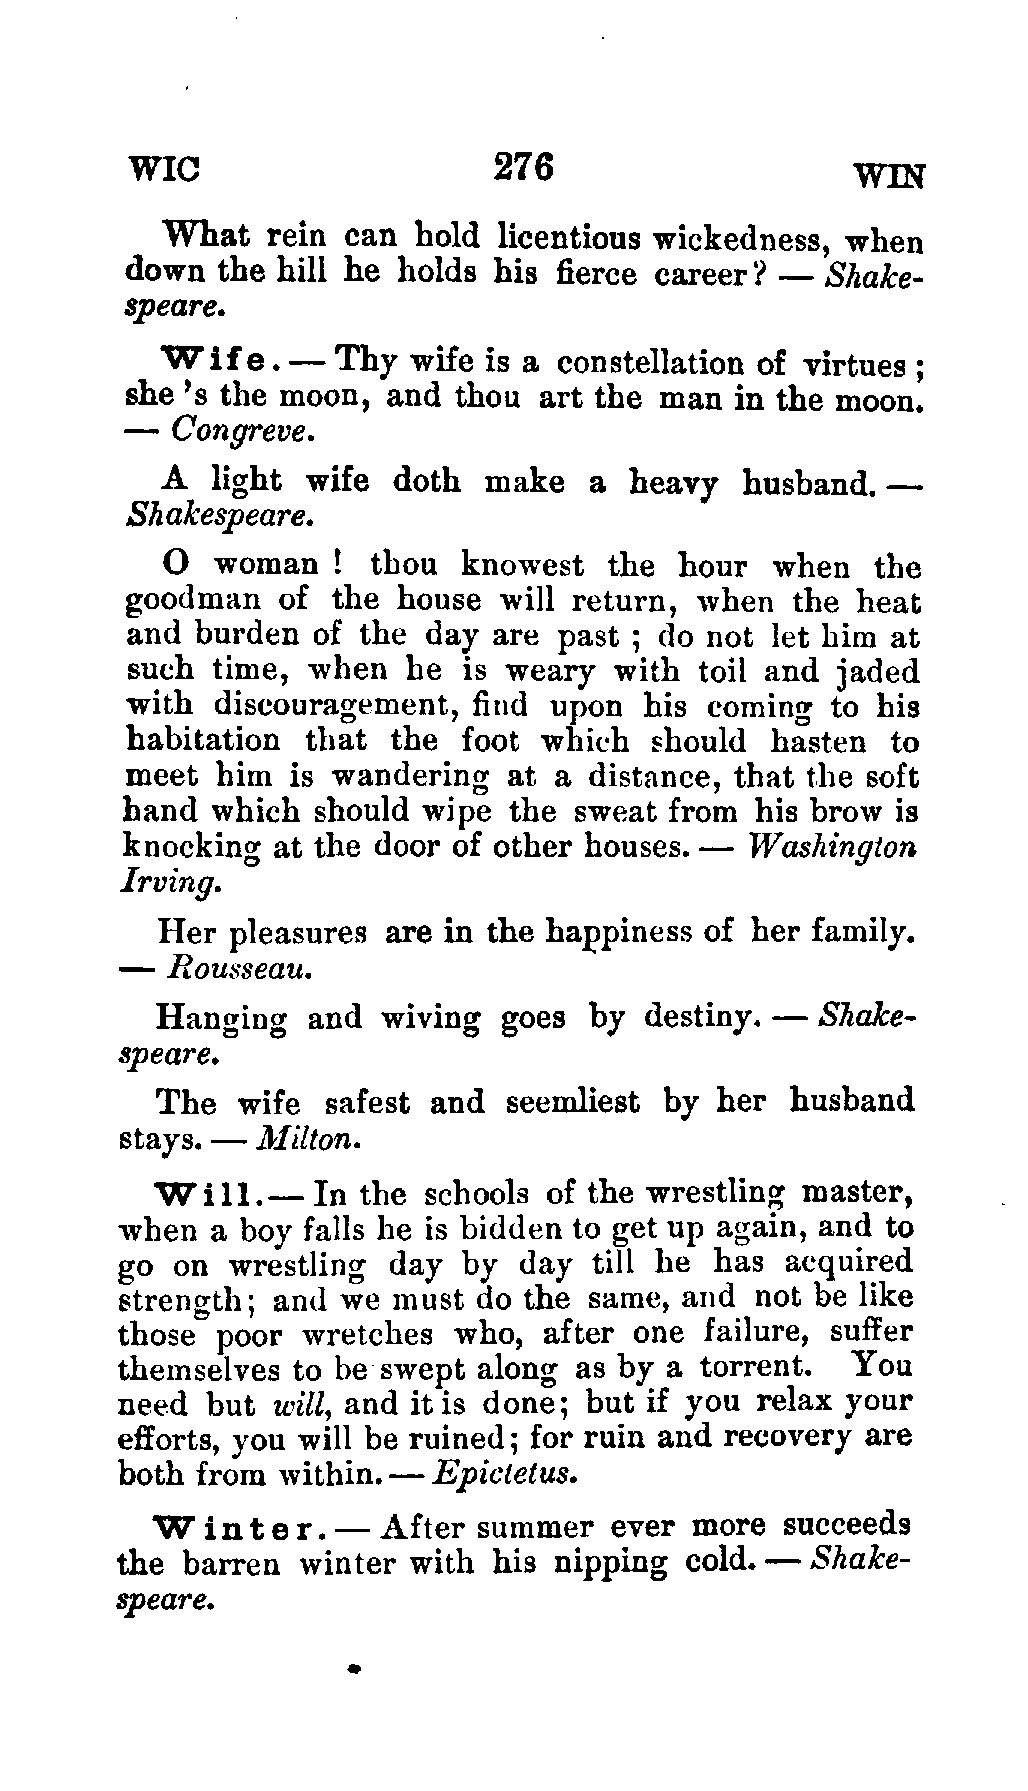 WIC 276 WIN
What rein can hold licentious wickedness, when
down the hill he holds his fierce career? — Shake-
speare.
Wife. — Thy wife is a constellation of virtues;
she 's the moon, and thou art the man in the moon.
— Congreve.
A light wife doth make a heavy husband. —
Shakespeare.
O woman! thou knowest the hour when the
goodman of the house will return, when the heat
and burden of the day are past; do not let him at
such time, when he is weary with toil and jaded
with discouragement, find upon his coming to his
habitation that the foot which should hasten to
meet him is wandering at a distance, that the soft
hand which should wipe the sweat from his brow is
knocking at the door of other houses. — Washington
Irving.
Her pleasures are in the happiness of her family.
— Rousseau.
Hanging and wiving goes by destiny. — Shake-
speare.
The wife safest and seemliest by her husband
stays. — Milton.
Will. — In the schools of the wrestling master,
when a boy falls he is bidden to get up again, and to
go on wrestling day by day till he has acquired
strength; and we must do the same, and not be like
those poor wretches who, after one failure, suffer
themselves to be swept along as by a torrent. You
need but will, and it is done; but if you relax your
efforts, you will be ruined; for ruin and recovery are
both from within. — Epictetus.
Winter. — After summer ever more succeeds
the barren winter with his nipping cold. — Shake-
speare.